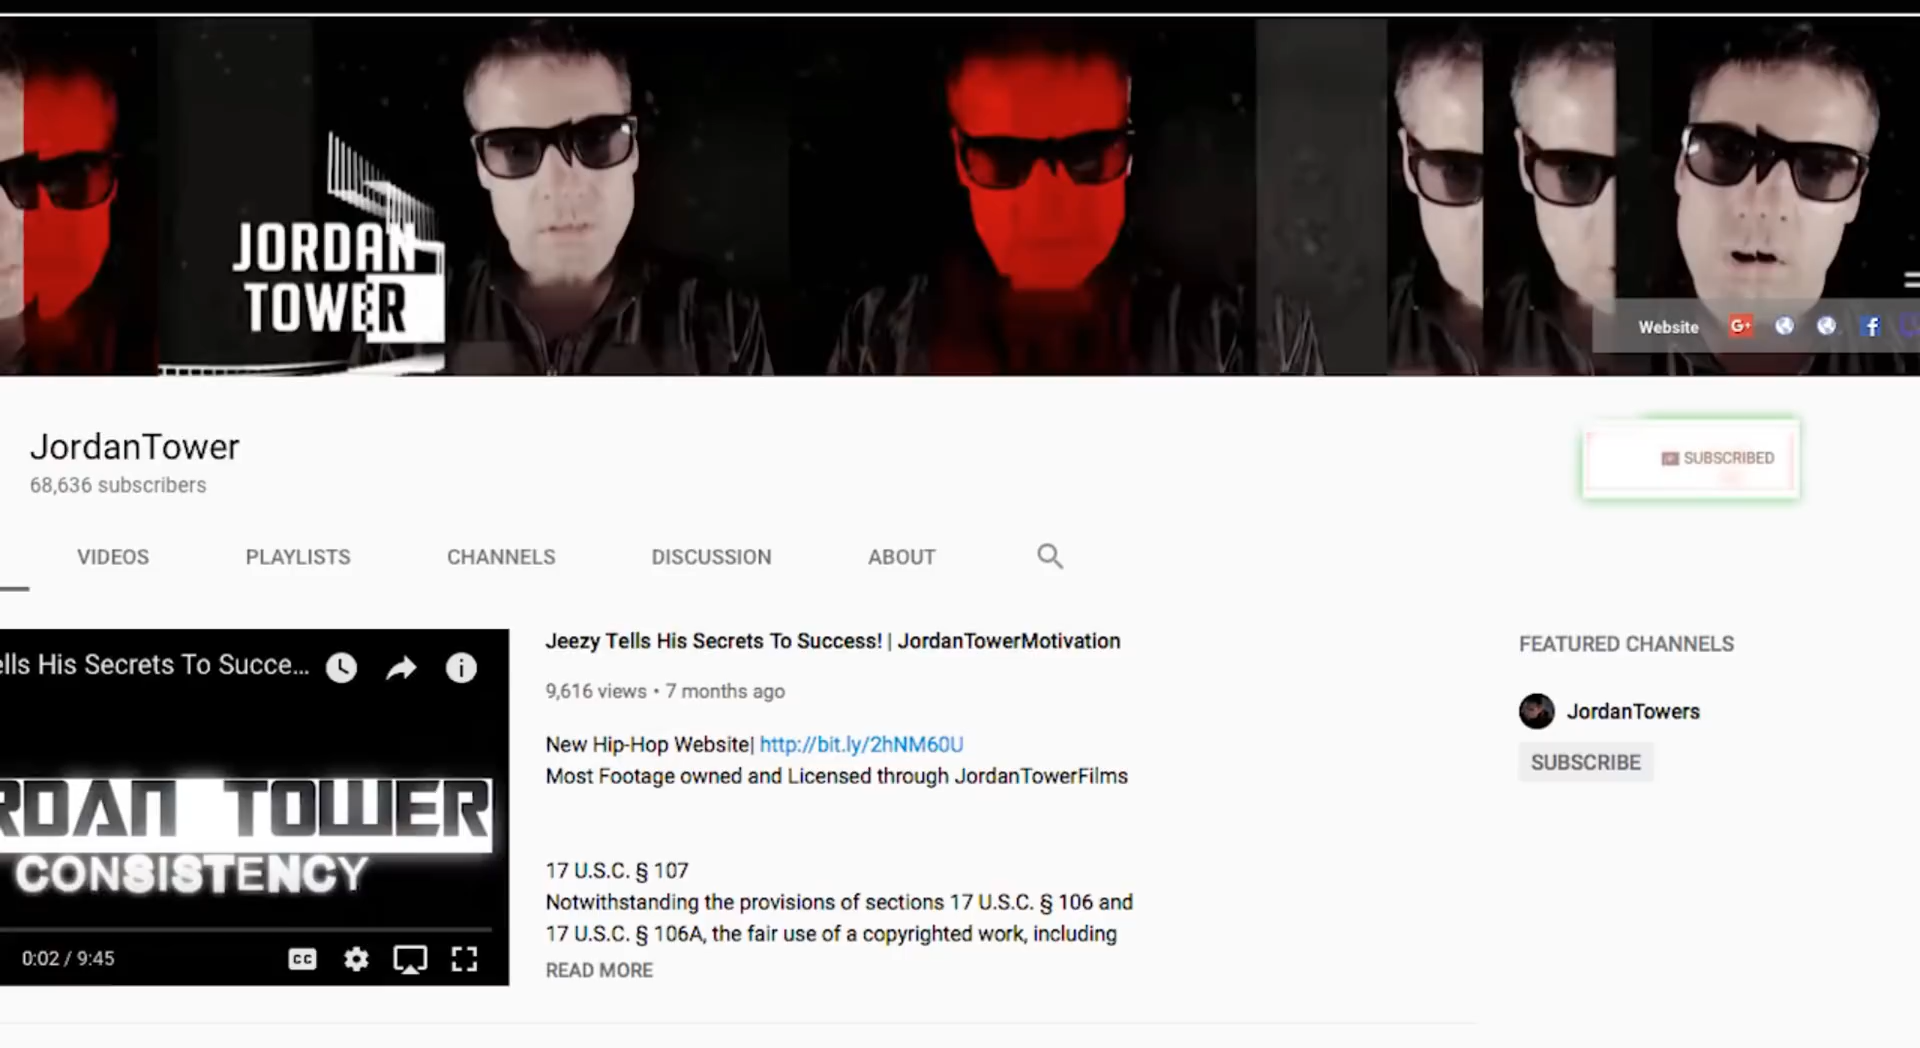 JORDAN
TOWER
Website
JordanTower
68,636 subscribers
SUBSCRIBED
VIDEOS
PLAYLISTS
CHANNELS
DISCUSSION
ABOUT
His Secrets To Succe...
TOWER
CONSISTENCY
0:02 / 9:45
CC
Jeezy Tells His Secrets To Success! | JordanTowerMotivation
9,616 views • 7 months ago
New Hip-Hop Website| http://bit.ly/2hNM60U
Most Footage owned and Licensed through JordanTowerFilms
17 U.S.C. § 107
Notwithstanding the provisions of sections 17 U.S.C. § 106 and
17 U.S.C. § 106A, the fair use of a copyrighted work, including
READ MORE
FEATURED CHANNELS
JordanTowers
SUBSCRIBE